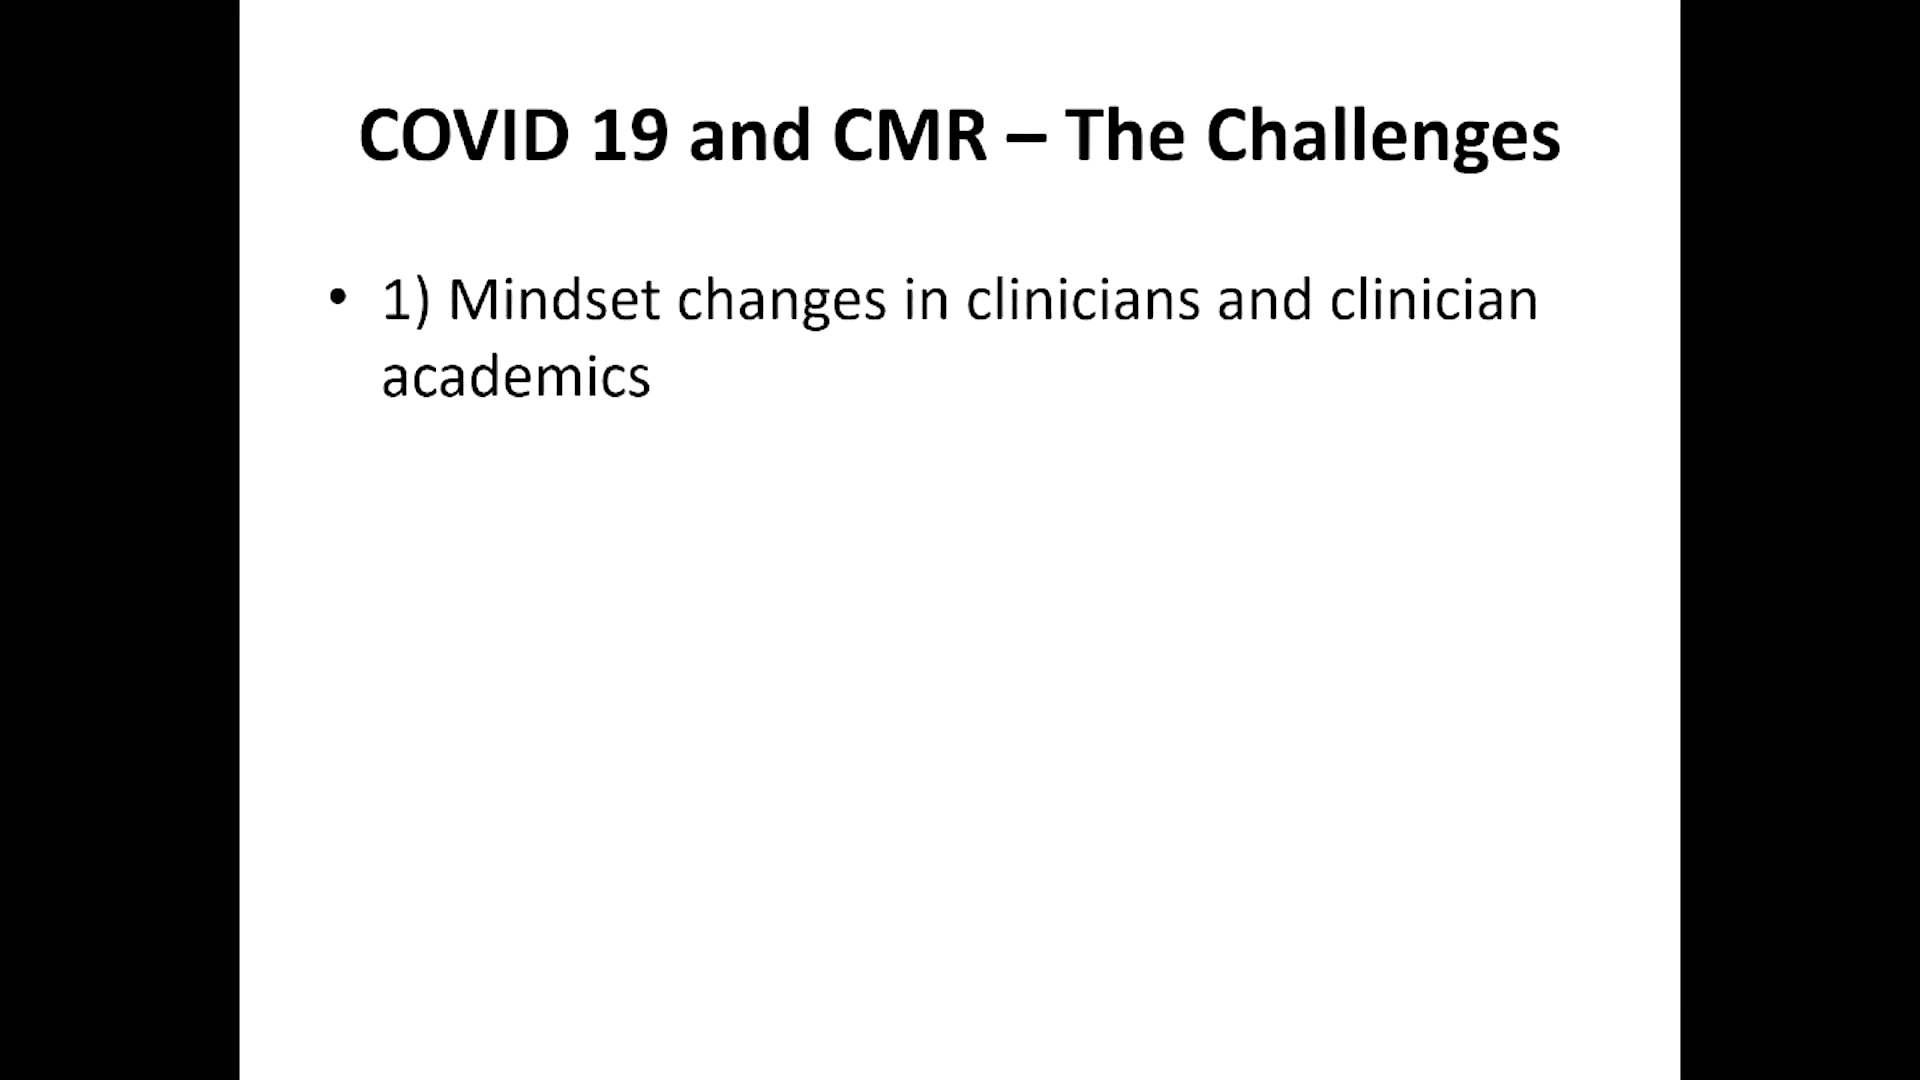 COVID 19 and CMR – The Challenges
• 1) Mindset changes in clinicians and clinician
academics